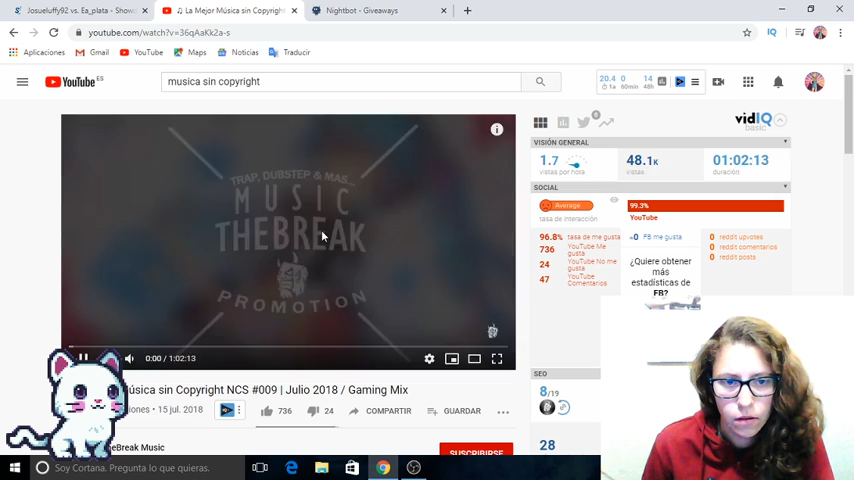 Josueluffy92 vs. Ea_plata - Show
La Mejor Música sin Copyrigh
Nightbot - Giveaways
youtube.com/watch?v=36qAaKk2a-s
Aplicaciones
Gmail
YouTube
Maps
Noticias
Traducir
YouTube ES
musica sin copyright
20.4 0 14
1a 60min 48h
vidIQ
basic
TRAP, DUBSTEP & MAS...
MUSIC
THEBREAK
PROMOTION
VISIÓN GENERAL
1.7
vistas por hora
48.1K
vistas
01:02:13
duración
SOCIAL
Average
tasa de interacción
99.3%
YouTube
96.8% tasa de me gusta
736 YouTube Me gusta
24 YouTube No me gusta
47 YouTube Comentarios
0 FB me gusta
¿Quiere obtener
más
estadísticas de
FB?
0 reddit upvotes
0 reddit comentarios
0 reddit posts
0:00 / 1:02:13
úsica sin Copyright NCS #009 | Julio 2018 / Gaming Mix
iones • 15 jul. 2018
736
24
COMPARTIR
GUARDAR
SEO
8/19
28
heBreak Music
SUSCRIBIRSE
Soy Cortana. Pregunta lo que quieras.